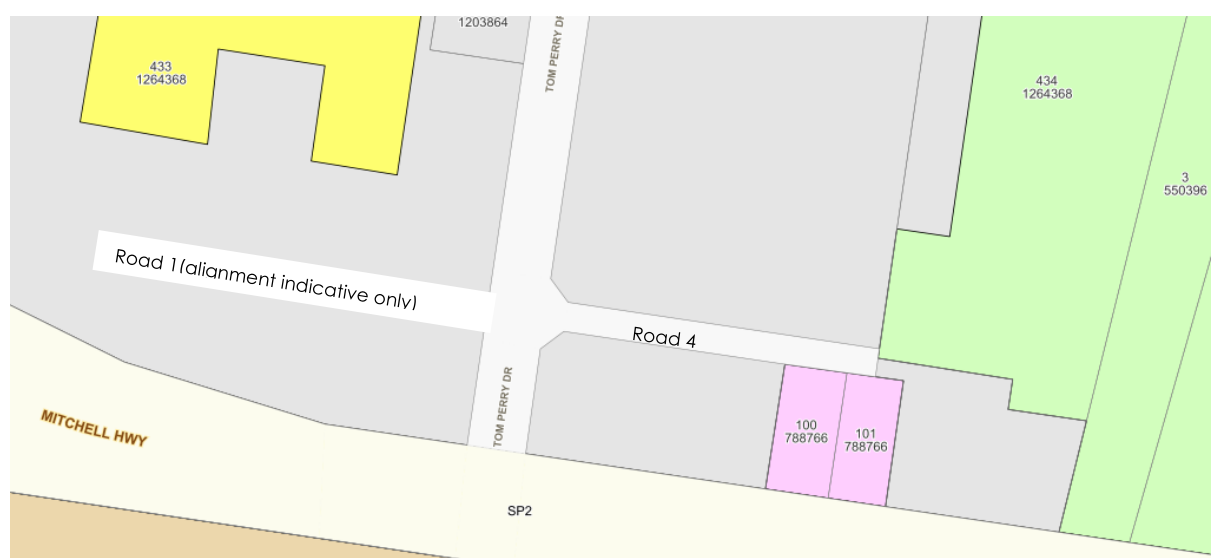 1203864
433
1264368
TOM PERRY DR
434
1264368
3
550396
Road 1(alianment indicative only)
Road 4
TOM PERRY DR
MITCHELL HWY
100
788766
101
788766
SP2